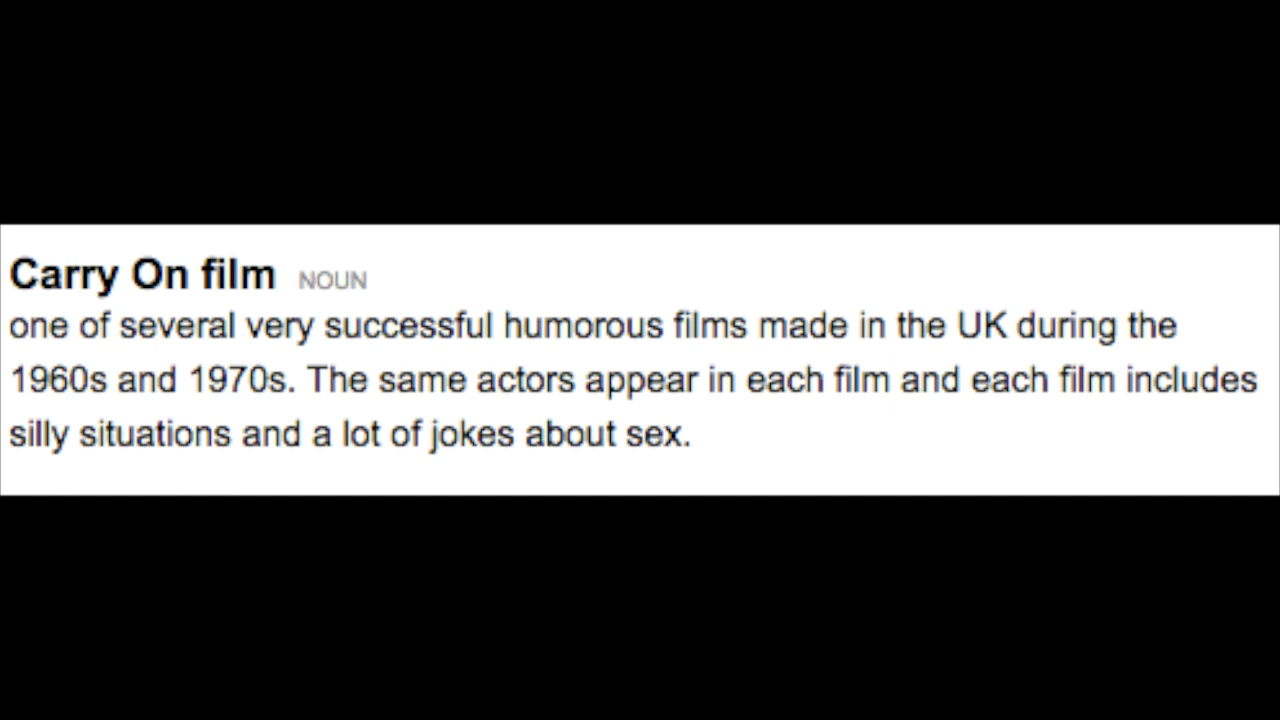 Carry On film NOUN
one of several very successful humorous films made in the UK during the
1960s and 1970s. The same actors appear in each film and each film includes
silly situations and a lot of jokes about sex.